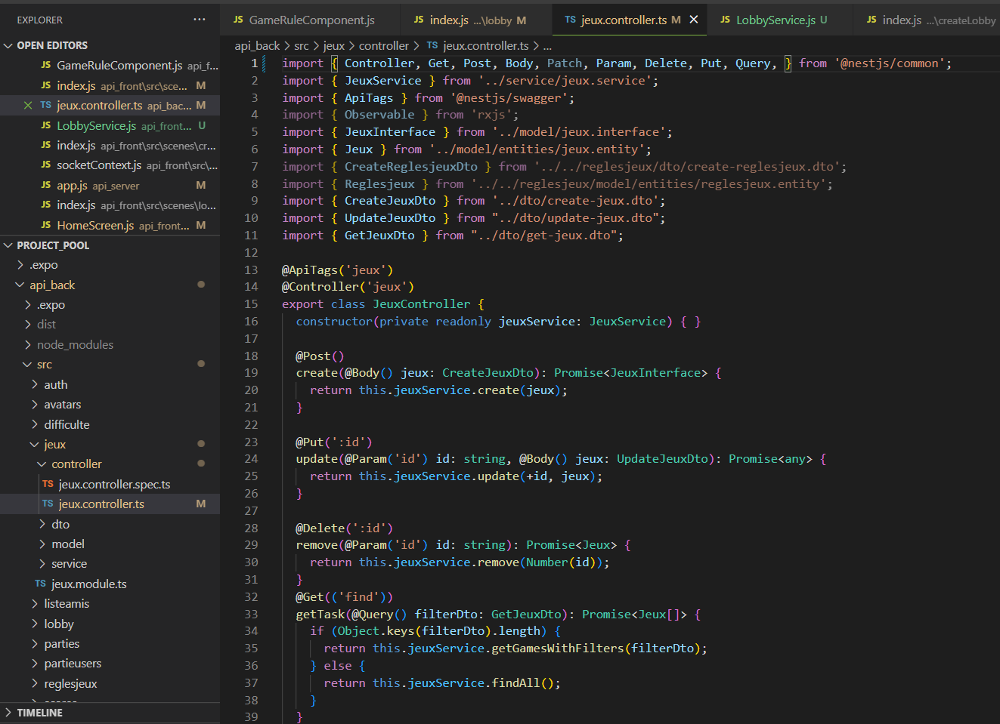 EXPLORER ...
OPEN EDITORS
JS GameRuleComponent.js api_f...
JS index.js api_front\src\sce... M
TS jeux.controller.ts api_bac... M
JS LobbyService.js api_front... U
JS index.js api_front\src\scenes\cr...
JS socketContext.js api_front\src\...
JS app.js api_server M
JS index.js api_front\src\scenes\lo...
JS HomeScreen.js api_front... M
PROJECT_POOL
.expo
api_back
.expo
dist
node_modules
src
auth
avatars
difficulte
jeux
controller
TS jeux.controller.spec.ts
TS jeux.controller.ts M
dto
model
service
TS jeux.module.ts
listeamis
lobby
parties
partieusers
reglesjeux
TIMELINE
JS GameRuleComponent.js JS index.js ...\lobby M TS jeux.controller.ts M JS LobbyService.js U JS index.js ...\createLobby
api_back > src > jeux > controller > TS jeux.controller.ts > ...
1 import { Controller, Get, Post, Body, Patch, Param, Delete, Put, Query, } from '@nestjs/common';
2 import { JeuxService } from '../service/jeux.service';
3 import { ApiTags } from '@nestjs/swagger';
4 import { Observable } from 'rxjs';
5 import { JeuxInterface } from '../model/jeux.interface';
6 import { Jeux } from '../model/entities/jeux.entity';
7 import { CreateReglesjeuxDto } from '../../reglesjeux/dto/create-reglesjeux.dto';
8 import { Reglesjeux } from '../../reglesjeux/model/entities/reglesjeux.entity';
9 import { CreateJeuxDto } from '../dto/create-jeux.dto';
10 import { UpdateJeuxDto } from "../dto/update-jeux.dto";
11 import { GetJeuxDto } from "../dto/get-jeux.dto";
12
13 @ApiTags('jeux')
14 @Controller('jeux')
15 export class JeuxController {
16 constructor(private readonly jeuxService: JeuxService) { }
17
18 @Post()
19 create(@Body() jeux: CreateJeuxDto): Promise<JeuxInterface> {
20 return this.jeuxService.create(jeux);
21 }
22
23 @Put(':id')
24 update(@Param('id') id: string, @Body() jeux: UpdateJeuxDto): Promise<any> {
25 return this.jeuxService.update(+id, jeux);
26 }
27
28 @Delete(':id')
29 remove(@Param('id') id: string): Promise<Jeux> {
30 return this.jeuxService.remove(Number(id));
31 }
32 @Get(('find'))
33 getTask(@Query() filterDto: GetJeuxDto): Promise<Jeux[]> {
34 if (Object.keys(filterDto).length) {
35 return this.jeuxService.getGamesWithFilters(filterDto);
36 } else {
37 return this.jeuxService.findAll();
38 }
39 }